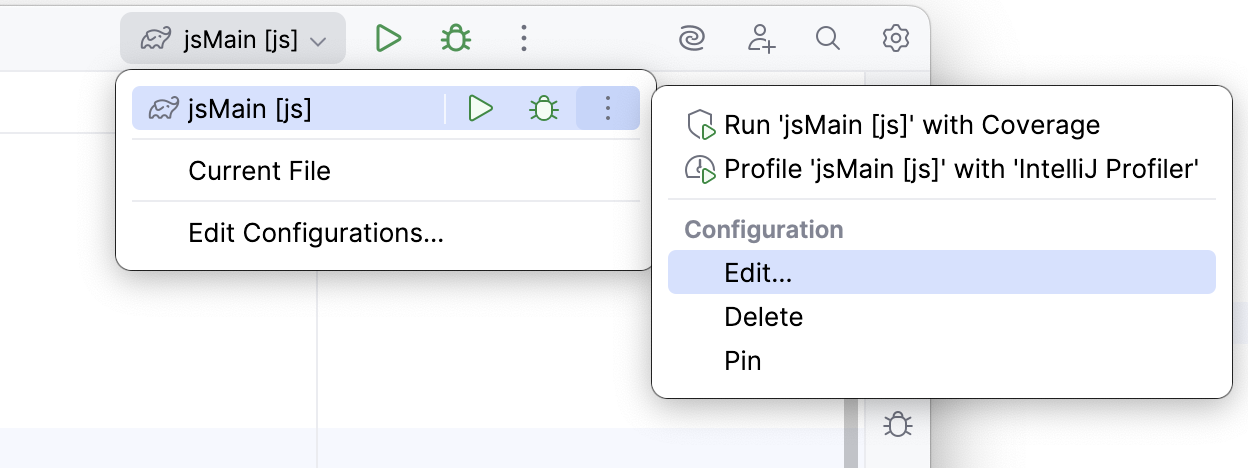 jsMain [js]
jsMain [js]
Current File
Edit Configurations...
Run 'jsMain [js]' with Coverage
Profile 'jsMain [js]' with 'IntelliJ Profiler'
Configuration
Edit...
Delete
Pin